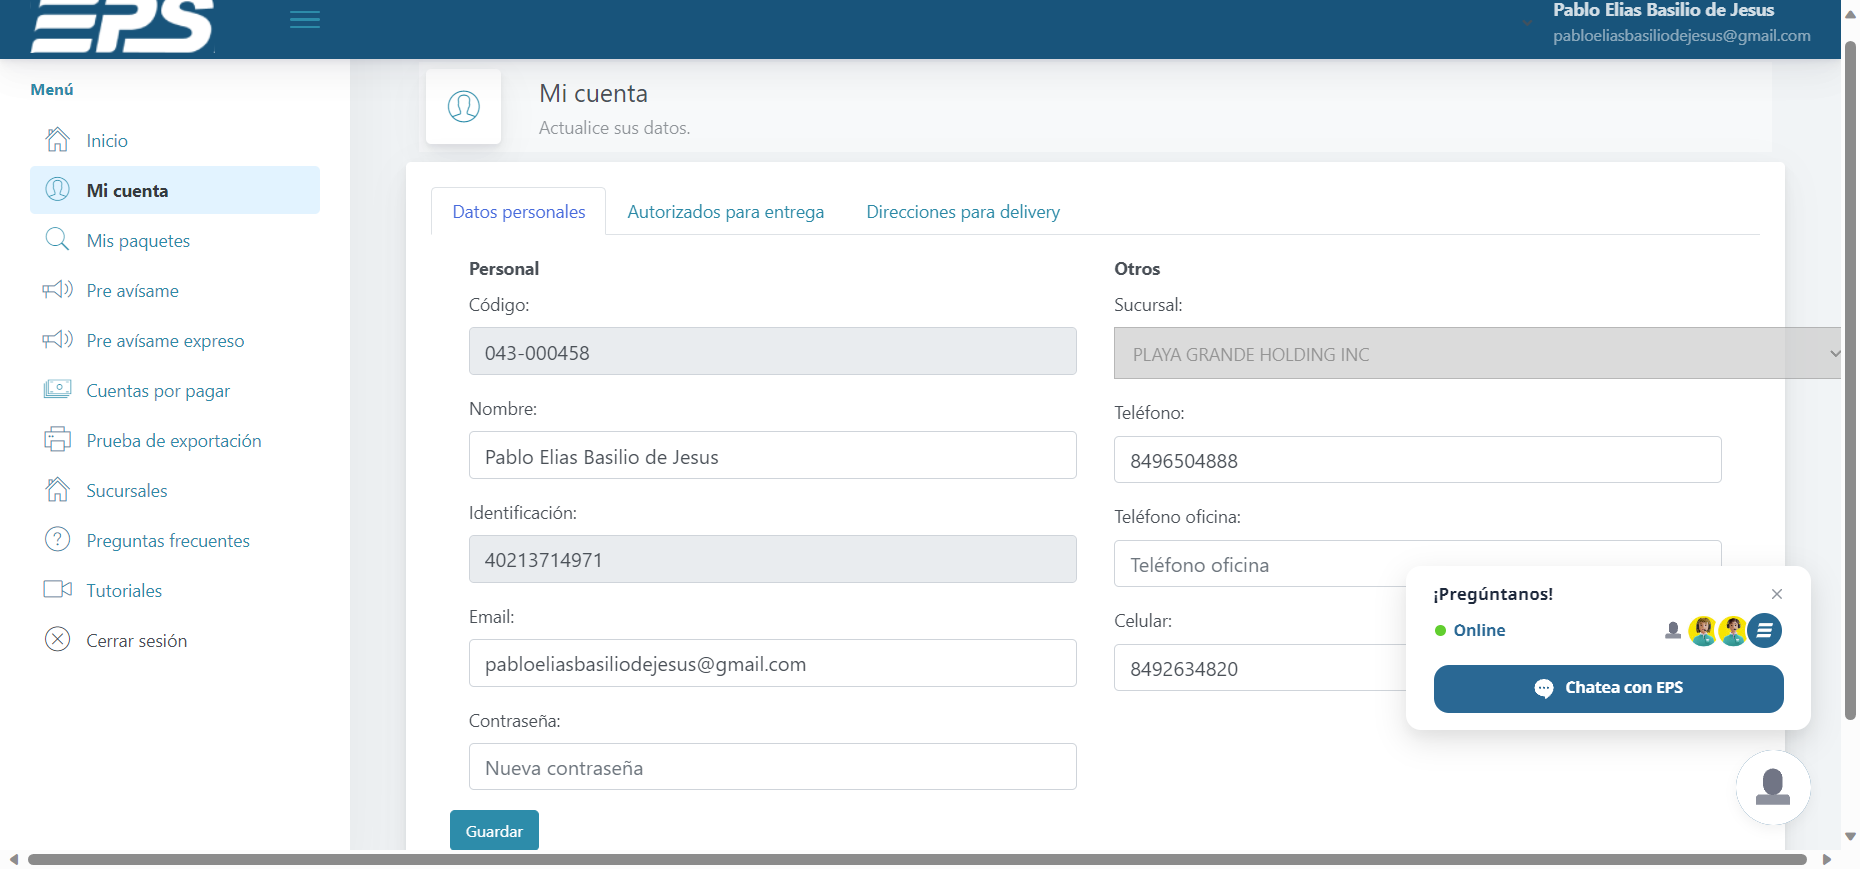 EPS
Pablo Elias Basilio de Jesus
pabloeliasbasiliodejesus@gmail.com
Menú
Inicio
Mi cuenta
Mis paquetes
Pre avísame
Pre avísame expreso
Cuentas por pagar
Prueba de exportación
Sucursales
Preguntas frecuentes
Tutoriales
Cerrar sesión
Mi cuenta
Actualice sus datos.
Datos personales
Autorizados para entrega
Direcciones para delivery
Personal
Código:
043-000458
Nombre:
Pablo Elias Basilio de Jesus
Identificación:
40213714971
Email:
pabloeliasbasiliodejesus@gmail.com
Contraseña:
Nueva contraseña
Guardar
Otros
Sucursal:
PLAYA GRANDE HOLDING INC
Teléfono:
8496504888
Teléfono oficina:
Teléfono oficina
Celular:
8492634820
¡Pregúntanos!
Online
Chatea con EPS